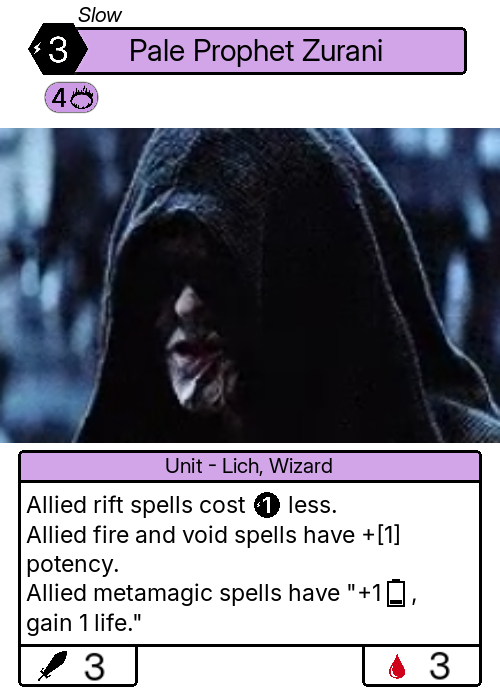 Slow
3 Pale Prophet Zurani
4
Unit - Lich, Wizard
Allied rift spells cost 1 less.
Allied fire and void spells have +[1]
potency.
Allied metamagic spells have "+1 ,
gain 1 life."
3 3